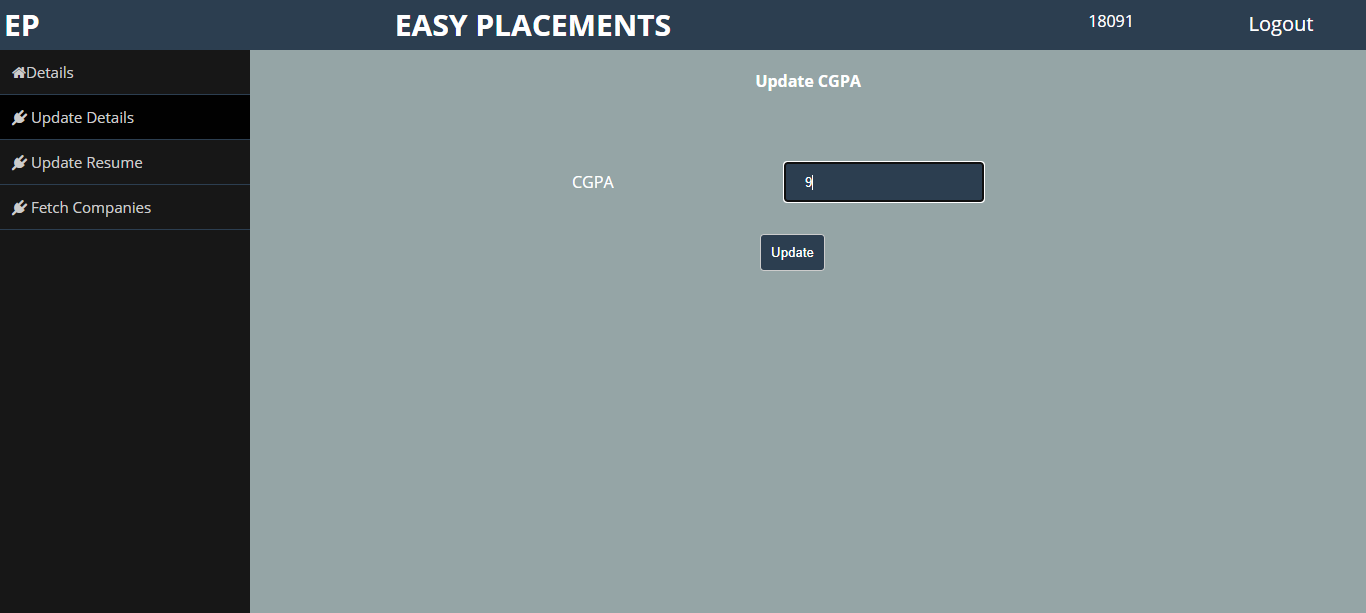 EP
EASY PLACEMENTS
18091
Logout
Details
Update Details
Update Resume
Fetch Companies
Update CGPA
CGPA
9
Update